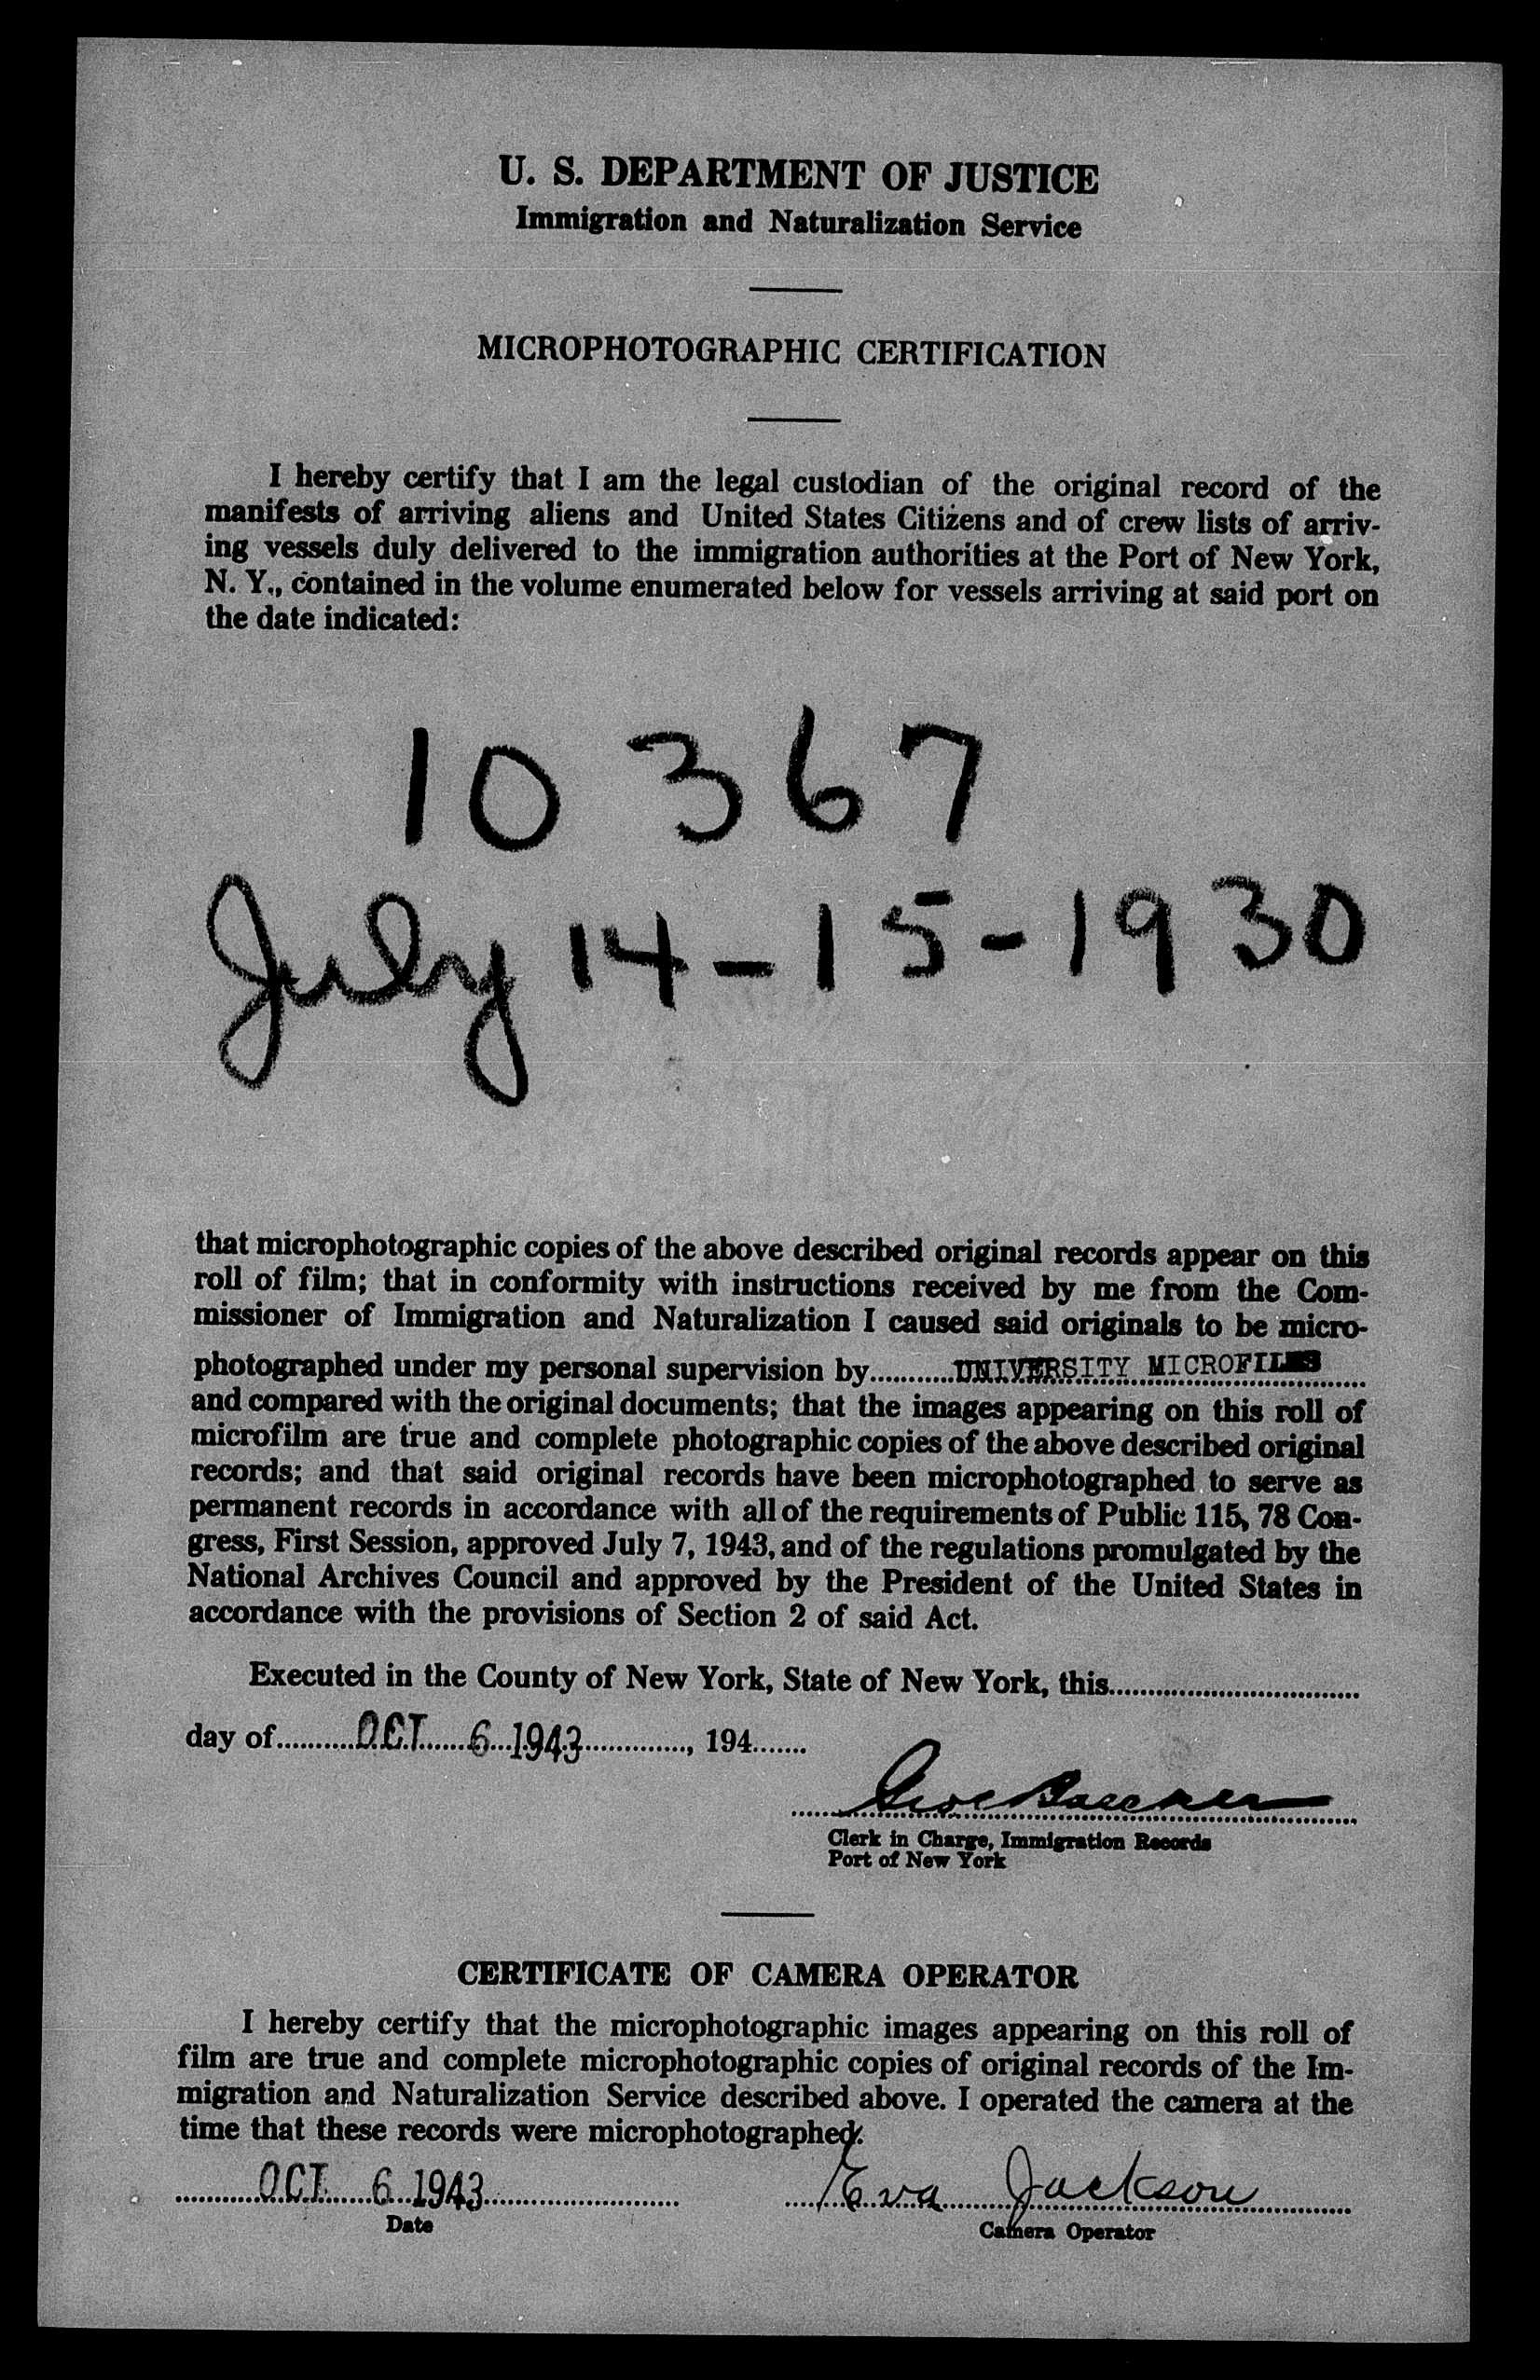 U. S. DEPARTMENT OF JUSTICE
Immigration and Naturalization Service
MICROPHOTOGRAPHIC CERTIFICATION
I hereby certify that I am the legal custodian of the original record of the
manifests of arriving aliens and United States Citizens and of crew lists of arriv-
ing vessels duly delivered to the immigration authorities at the Port of New York,
N. Y., contained in the volume enumerated below for vessels arriving at said port on
the date indicated:
10 367
July 14-15-1930
that microphotographic copies of the above described original records appear on this
roll of film; that in conformity with instructions received by me from the Com-
missioner of Immigration and Naturalization I caused said originals to be micro-
photographed under my personal supervision by...........UNIVERSITY MICROFILMS
and compared with the original documents; that the images appearing on this roll of
microfilm are true and complete photographic copies of the above described original
records; and that said original records have been microphotographed to serve as
permanent records in accordance with all of the requirements of Public 115, 78 Con-
gress, First Session, approved July 7, 1943, and of the regulations promulgated by the
National Archives Council and approved by the President of the United States in
accordance with the provisions of Section 2 of said Act.
Executed in the County of New York, State of New York, this................................
day of..........OCT 6 1943.............., 194.......
Clerk in Charge, Immigration Records
Port of New York
CERTIFICATE OF CAMERA OPERATOR
I hereby certify that the microphotographic images appearing on this roll of
film are true and complete microphotographic copies of original records of the Im-
migration and Naturalization Service described above. I operated the camera at the
time that these records were microphotographed.
OCT 6 1943 Eva Jackson
Date Camera Operator